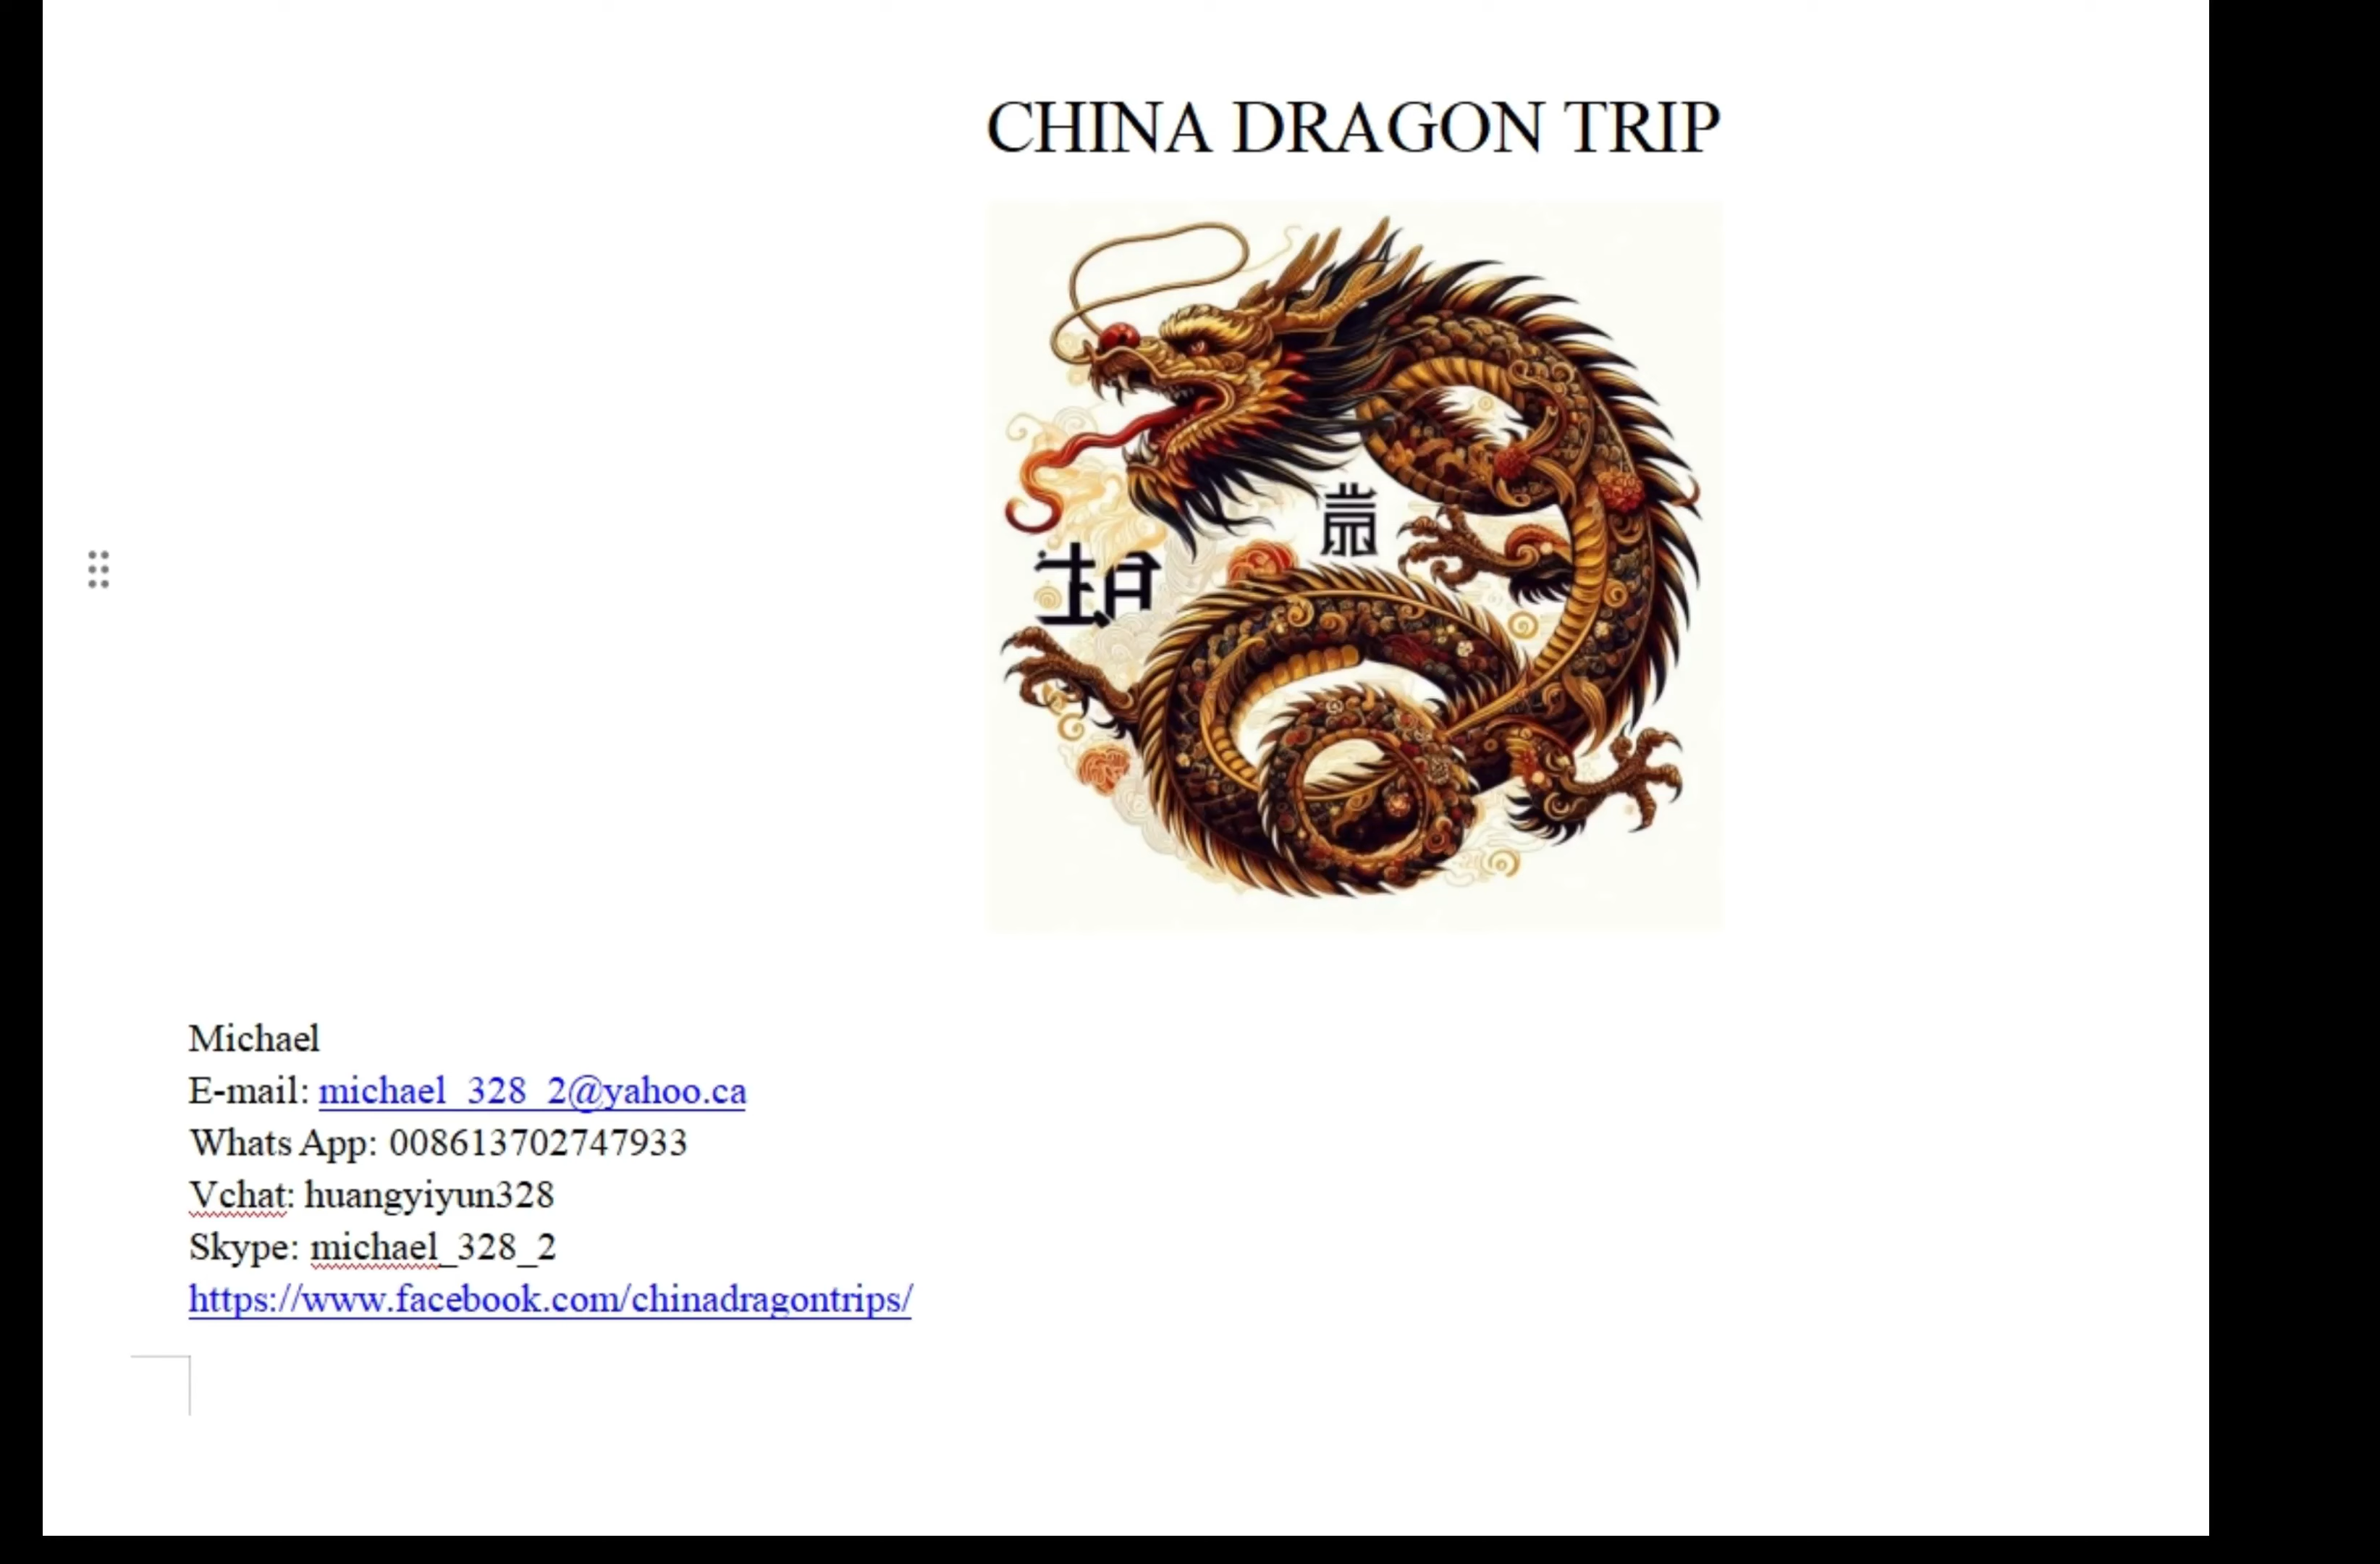 CHINA DRAGON TRIP
Michael
E-mail: michael_328_2@yahoo.ca
Whats App: 008613702747933
Vchat: huangyiyun328
Skype: michael_328_2
https://www.facebook.com/chinadragontrips/